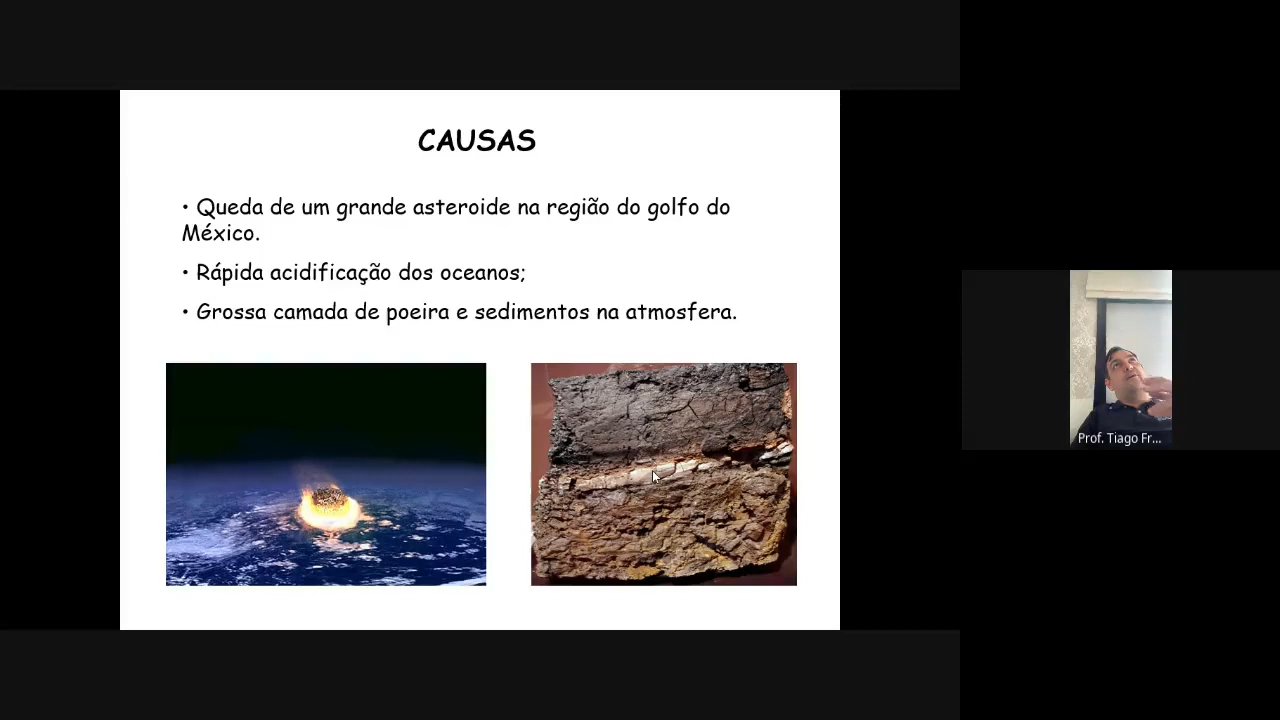 CAUSAS
• Queda de um grande asteroide na região do golfo do
México.
• Rápida acidificação dos oceanos;
• Grossa camada de poeira e sedimentos na atmosfera.
Prof. Tiago Fr...